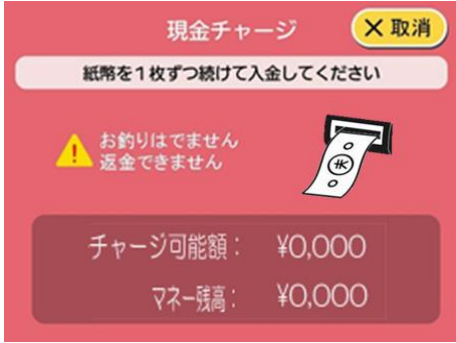 現金チャージ
✕取消
紙幣を1枚ずつ続けて入金してください
お釣りはでません
返金できません
チャージ可能額： ¥0,000
マネー残高： ¥0,000